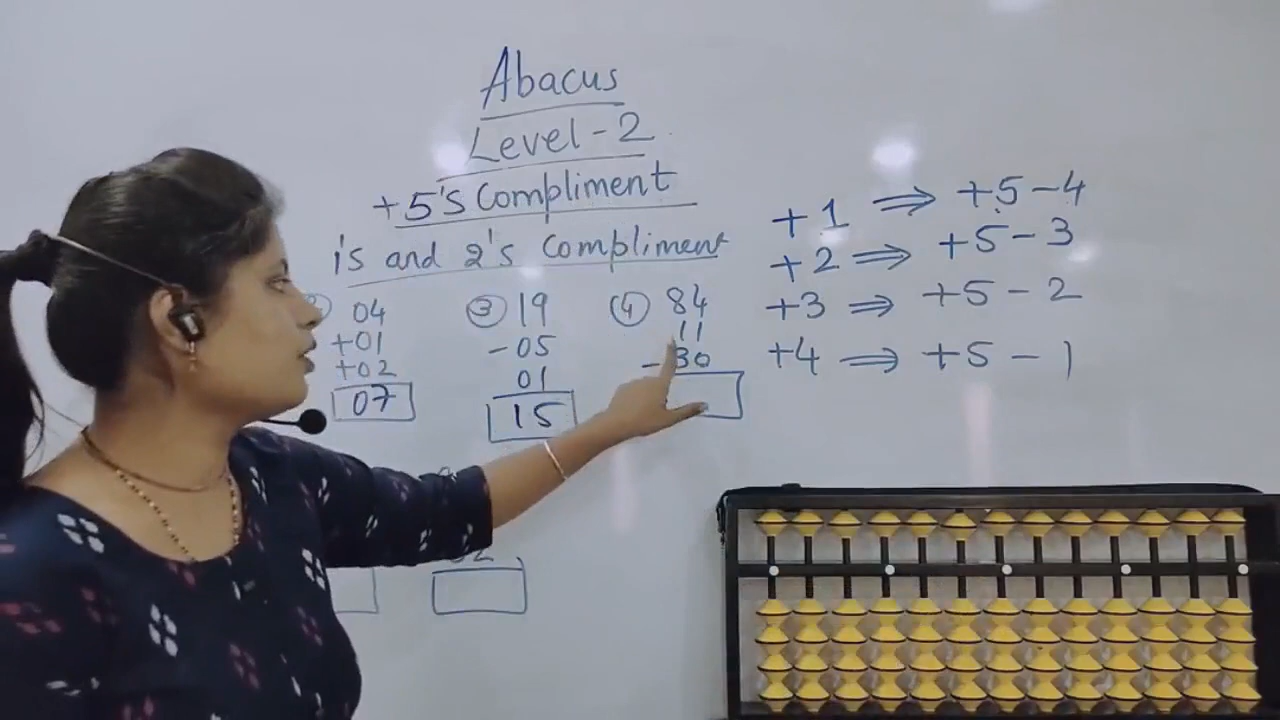 Abacus
Level-2
+5's Compliment
1's and 2's Compliment
04
+01
+02
07
③ 19
-05
01
15
④ 84
11
-30
+1 ⇒ +5-4
+2 ⇒ +5-3
+3 ⇒ +5-2
+4 ⇒ +5-1